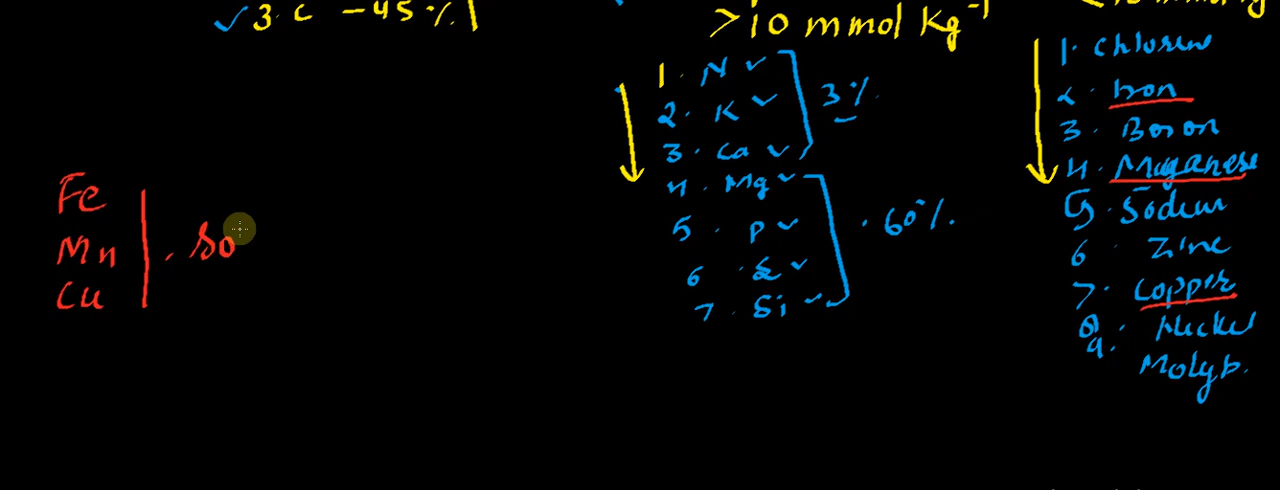 ✓ 3. C - 45%
>10 mmol Kg⁻¹
1. N ✓
2. K ✓
3. Ca ✓
3%.
4. Mg ✓
5. P ✓
6. S ✓
7. Si ✓
.60%.
1. Chlorine
2. Iron
3. Boron
4. Maganese
5. Sodium
6 Zinc
7. Copper
8. Nickel
9. Molyb.
Fe
Mn
Cu
. so